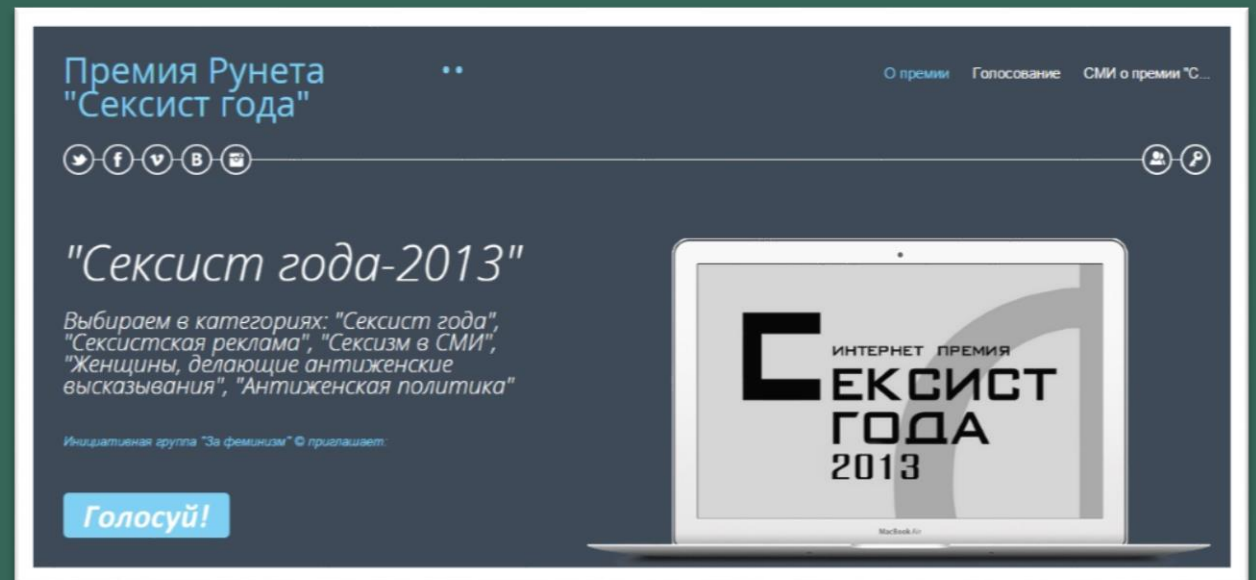 Премия Рунета
"Сексист года"
О премии Голосование СМИ о премии "С...
"Сексист года-2013"
Выбираем в категориях: "Сексист года",
"Сексистская реклама", "Сексизм в СМИ",
"Женщины, делающие антиженские
высказывания", "Антиженская политика"
Инициативная группа "За феминизм" © приглашает:
Голосуй!
ИНТЕРНЕТ ПРЕМИЯ
СЕКСИСТ
ГОДА
2013
MacBook Air